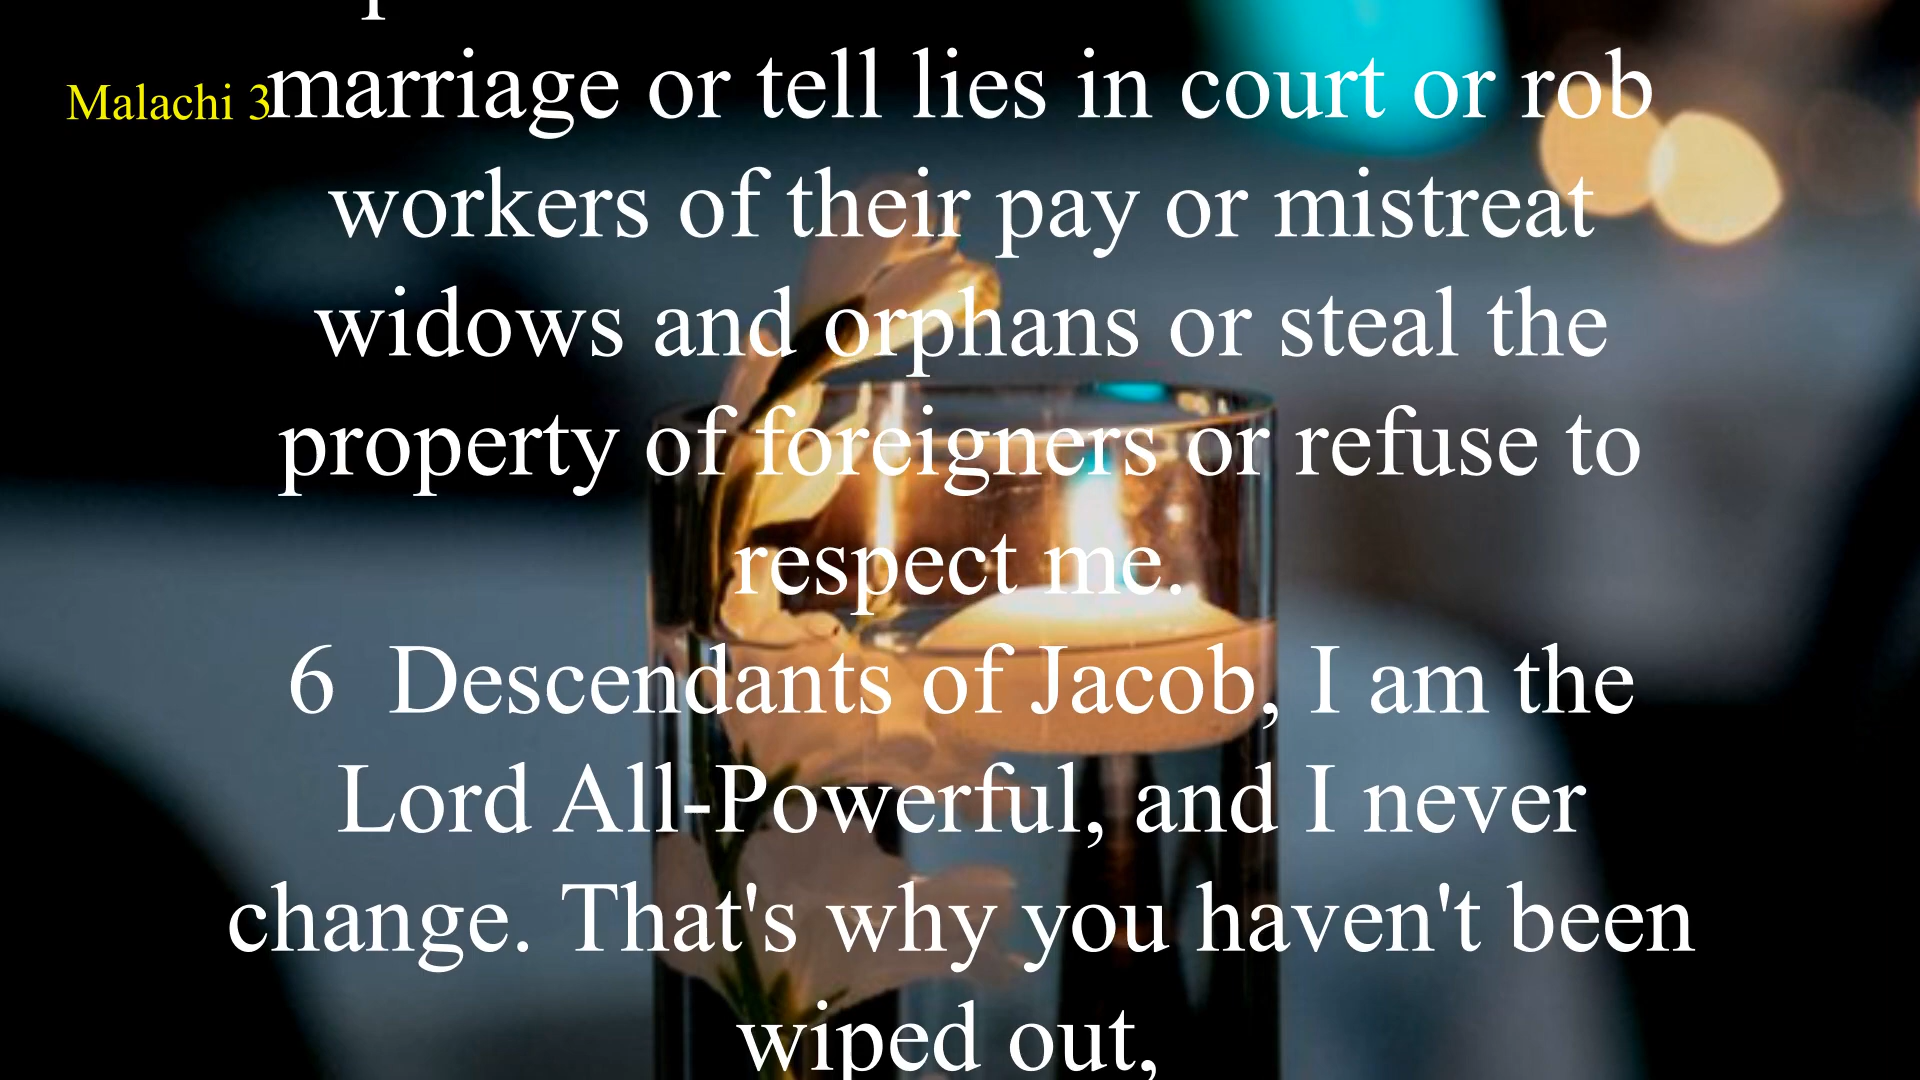 Malachi 3
marriage or tell lies in court or rob
workers of their pay or mistreat
widows and orphans or steal the
property of foreigners or refuse to
respect me.
6  Descendants of Jacob, I am the
Lord All-Powerful, and I never
change. That's why you haven't been
wiped out,